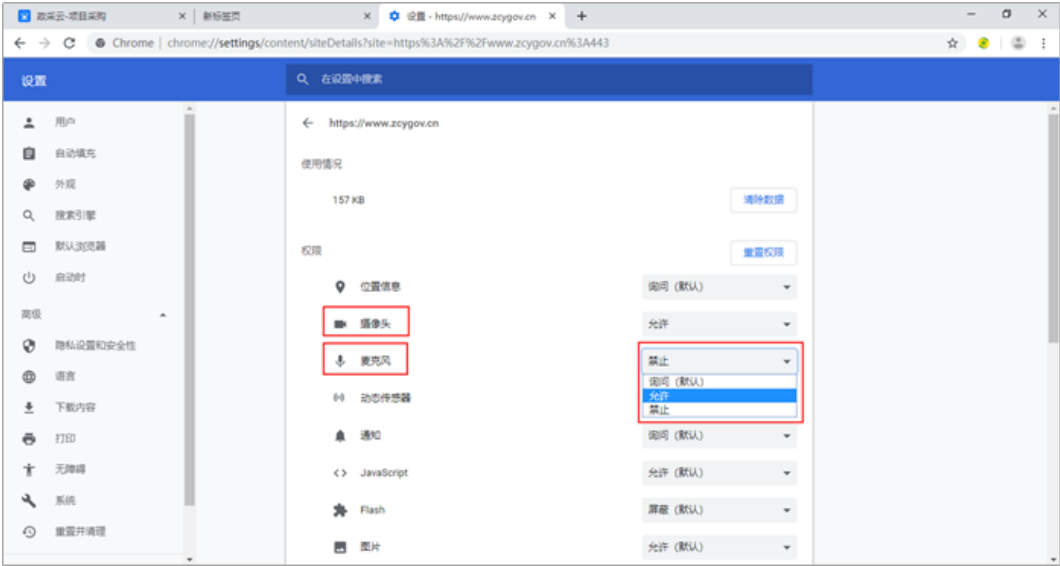 政采云-项目采购
新标签页
设置 - https://www.zcygov.cn
Chrome | chrome://settings/content/siteDetails?site=https%3A%2F%2Fwww.zcygov.cn%3A443
设置
在设置中搜索
用户
自动填充
外观
搜索引擎
默认浏览器
启动时
高级
隐私设置和安全性
语言
下载内容
打印
无障碍
系统
重置并清理
https://www.zcygov.cn
使用情况
157 KB 清除数据
权限 重置权限
位置信息 询问 (默认)
摄像头 允许
麦克风 禁止
询问 (默认)
允许
禁止
动态传感器
通知 询问 (默认)
JavaScript 允许 (默认)
Flash 屏蔽 (默认)
图片 允许 (默认)